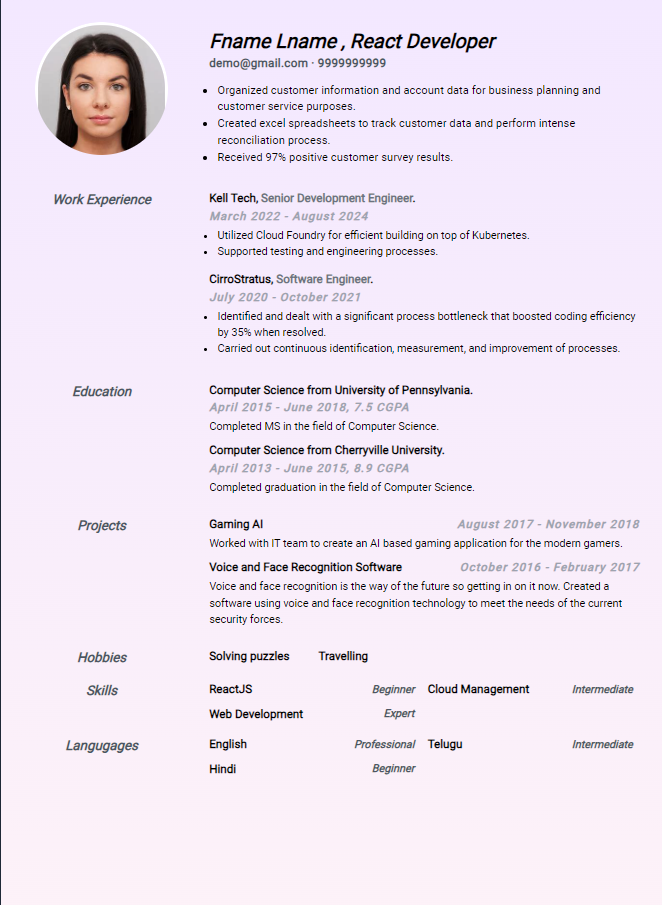 Fname Lname , React Developer
demo@gmail.com · 9999999999
• Organized customer information and account data for business planning and
customer service purposes.
• Created excel spreadsheets to track customer data and perform intense
reconciliation process.
• Received 97% positive customer survey results.
Work Experience
Kell Tech, Senior Development Engineer.
March 2022 - August 2024
• Utilized Cloud Foundry for efficient building on top of Kubernetes.
• Supported testing and engineering processes.
CirroStratus, Software Engineer.
July 2020 - October 2021
• Identified and dealt with a significant process bottleneck that boosted coding efficiency
by 35% when resolved.
• Carried out continuous identification, measurement, and improvement of processes.
Education
Computer Science from University of Pennsylvania.
April 2015 - June 2018, 7.5 CGPA
Completed MS in the field of Computer Science.
Computer Science from Cherryville University.
April 2013 - June 2015, 8.9 CGPA
Completed graduation in the field of Computer Science.
Projects
Gaming AI August 2017 - November 2018
Worked with IT team to create an AI based gaming application for the modern gamers.
Voice and Face Recognition Software October 2016 - February 2017
Voice and face recognition is the way of the future so getting in on it now. Created a
software using voice and face recognition technology to meet the needs of the current
security forces.
Hobbies
Solving puzzles Travelling
Skills
ReactJS Beginner Cloud Management Intermediate
Web Development Expert
Langugages
English Professional Telugu Intermediate
Hindi Beginner